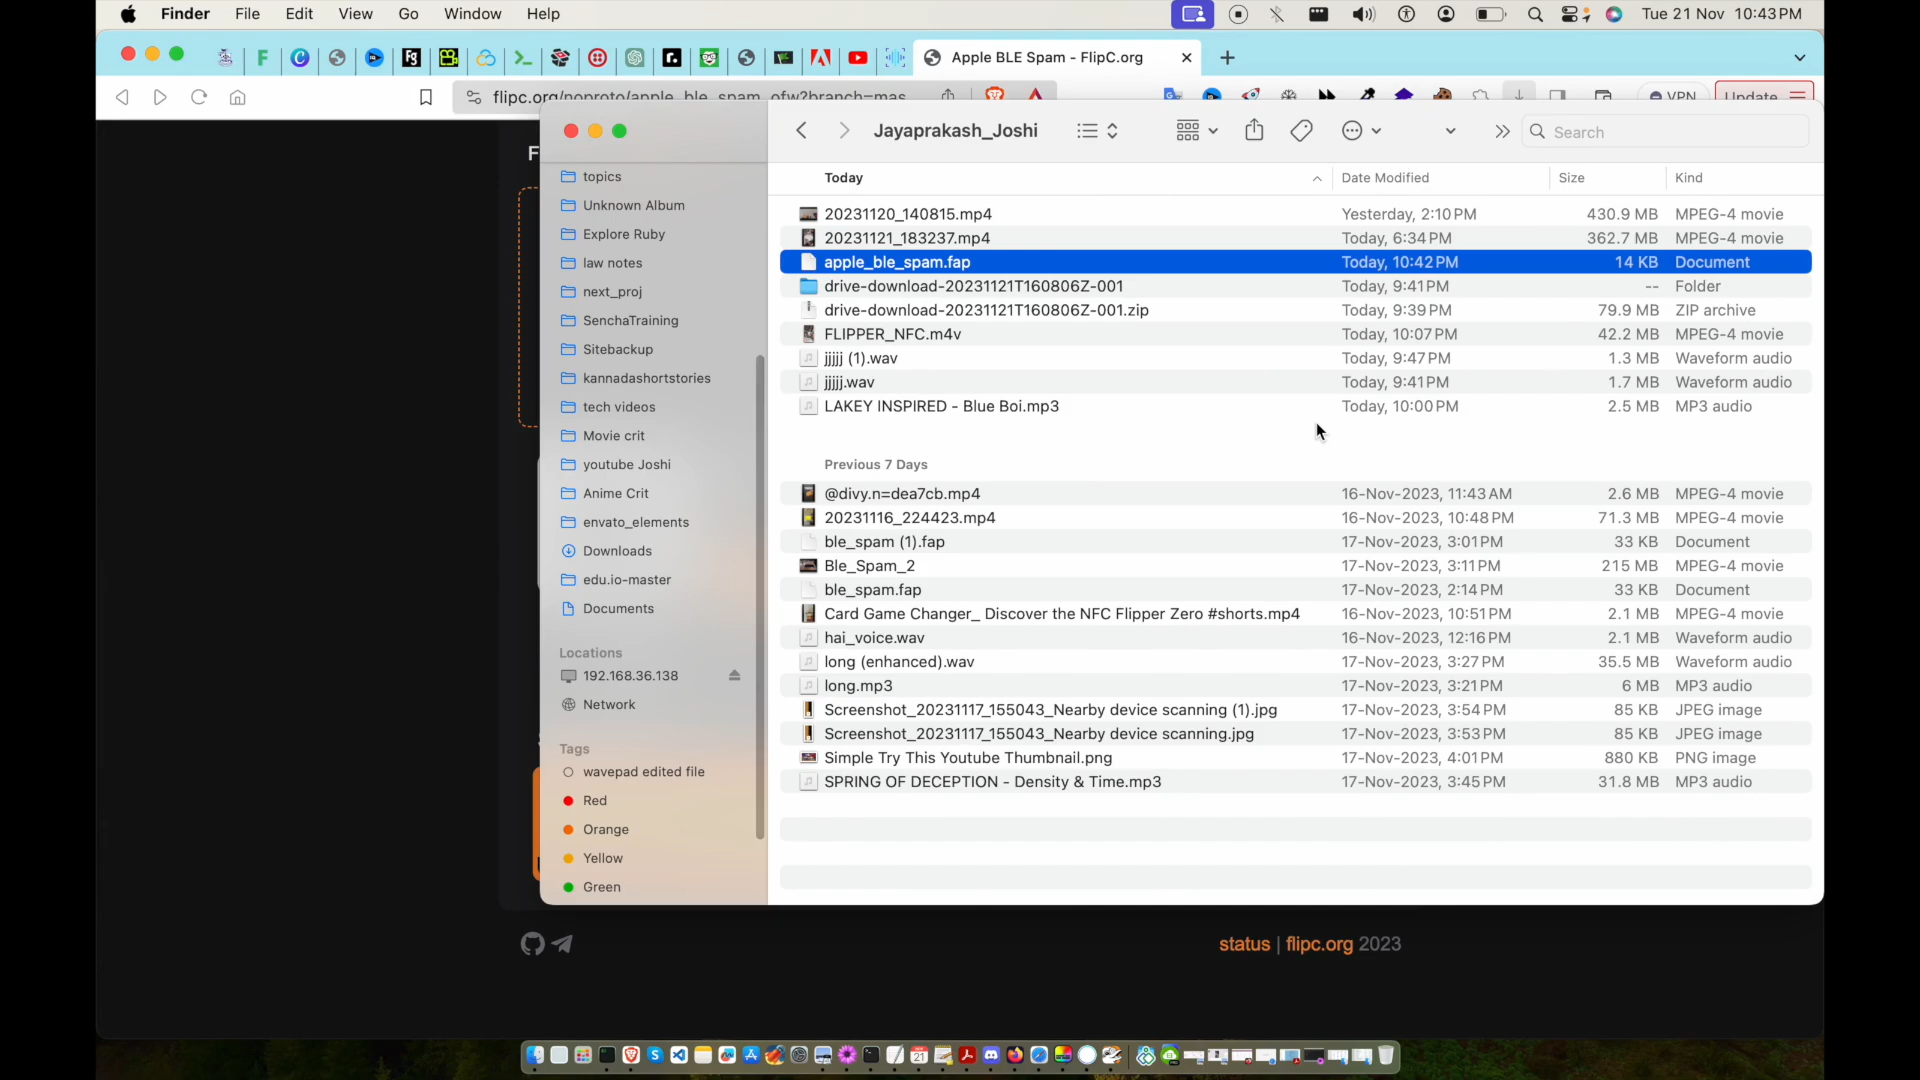 Finder File Edit View Go Window Help Tue 21 Nov 10:43 PM
Apple BLE Spam - FlipC.org
flipc.org/noproto/apple_ble_spam_ofw?branch=mas... VPN Update
Jayaprakash_Joshi Search
Today Date Modified Size Kind
20231120_140815.mp4 Yesterday, 2:10 PM 430.9 MB MPEG-4 movie
20231121_183237.mp4 Today, 6:34 PM 362.7 MB MPEG-4 movie
apple_ble_spam.fap Today, 10:42 PM 14 KB Document
drive-download-20231121T160806Z-001 Today, 9:41 PM -- Folder
drive-download-20231121T160806Z-001.zip Today, 9:39 PM 79.9 MB ZIP archive
FLIPPER_NFC.m4v Today, 10:07 PM 42.2 MB MPEG-4 movie
jjjjj (1).wav Today, 9:47 PM 1.3 MB Waveform audio
jjjjj.wav Today, 9:41 PM 1.7 MB Waveform audio
LAKEY INSPIRED - Blue Boi.mp3 Today, 10:00 PM 2.5 MB MP3 audio
Previous 7 Days
@divy.n=dea7cb.mp4 16-Nov-2023, 11:43 AM 2.6 MB MPEG-4 movie
20231116_224423.mp4 16-Nov-2023, 10:48 PM 71.3 MB MPEG-4 movie
ble_spam (1).fap 17-Nov-2023, 3:01 PM 33 KB Document
Ble_Spam_2 17-Nov-2023, 3:11 PM 215 MB MPEG-4 movie
ble_spam.fap 17-Nov-2023, 2:14 PM 33 KB Document
Card Game Changer_ Discover the NFC Flipper Zero #shorts.mp4 16-Nov-2023, 10:51 PM 2.1 MB MPEG-4 movie
hai_voice.wav 16-Nov-2023, 12:16 PM 2.1 MB Waveform audio
long (enhanced).wav 17-Nov-2023, 3:27 PM 35.5 MB Waveform audio
long.mp3 17-Nov-2023, 3:21 PM 6 MB MP3 audio
Screenshot_20231117_155043_Nearby device scanning (1).jpg 17-Nov-2023, 3:54 PM 85 KB JPEG image
Screenshot_20231117_155043_Nearby device scanning.jpg 17-Nov-2023, 3:53 PM 85 KB JPEG image
Simple Try This Youtube Thumbnail.png 17-Nov-2023, 4:01 PM 880 KB PNG image
SPRING OF DECEPTION - Density & Time.mp3 17-Nov-2023, 3:45 PM 31.8 MB MP3 audio
topics
Unknown Album
Explore Ruby
law notes
next_proj
SenchaTraining
Sitebackup
kannadashortstories
tech videos
Movie crit
youtube Joshi
Anime Crit
envato_elements
Downloads
edu.io-master
Documents
Locations
192.168.36.138
Network
Tags
wavepad edited file
Red
Orange
Yellow
Green
status | flipc.org 2023